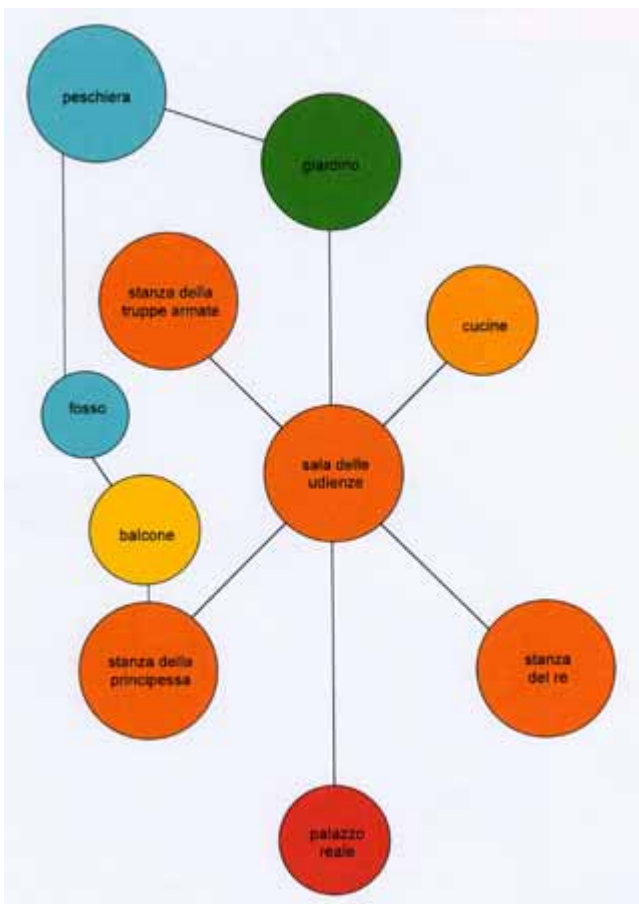 peschiera
giardino
stanza della
truppe armate
cucine
fosso
sala delle
udienze
balcone
stanza della
principessa
stanza
del re
palazzo
reale